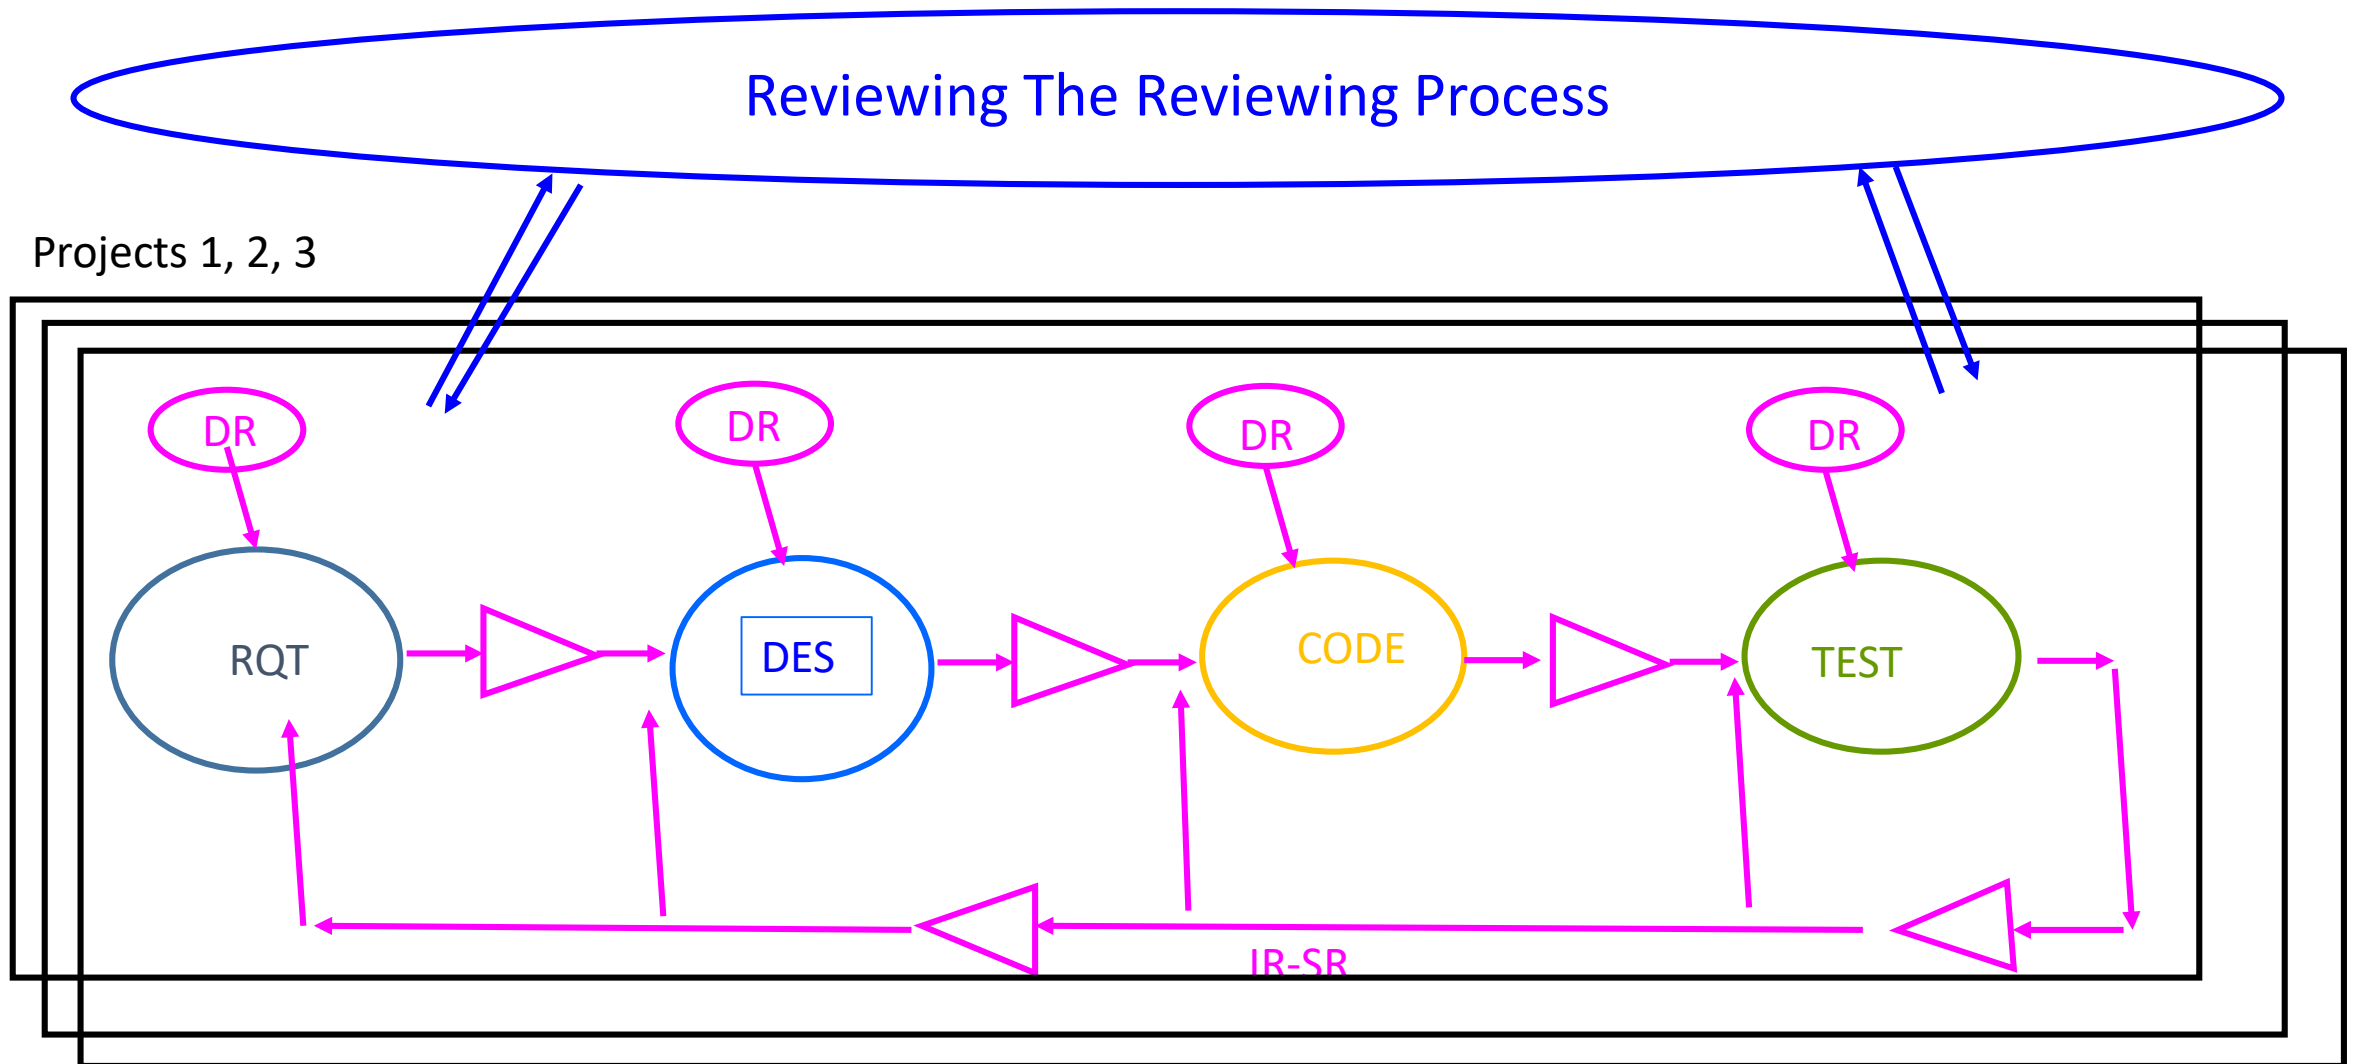 Reviewing The Reviewing Process
Projects 1, 2, 3
DR
DR
DR
DR
RQT
DES
CODE
TEST
IR-SR